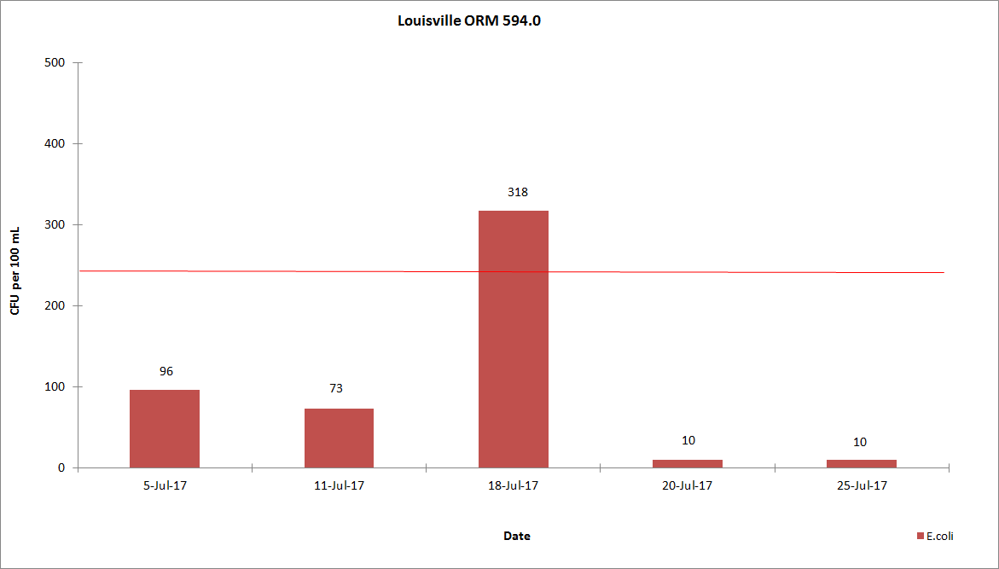 Louisville ORM 594.0
500
400
300
200
100
0
CFU per 100 mL
96
73
318
10
10
5-Jul-17
11-Jul-17
18-Jul-17
20-Jul-17
25-Jul-17
Date
E.coli